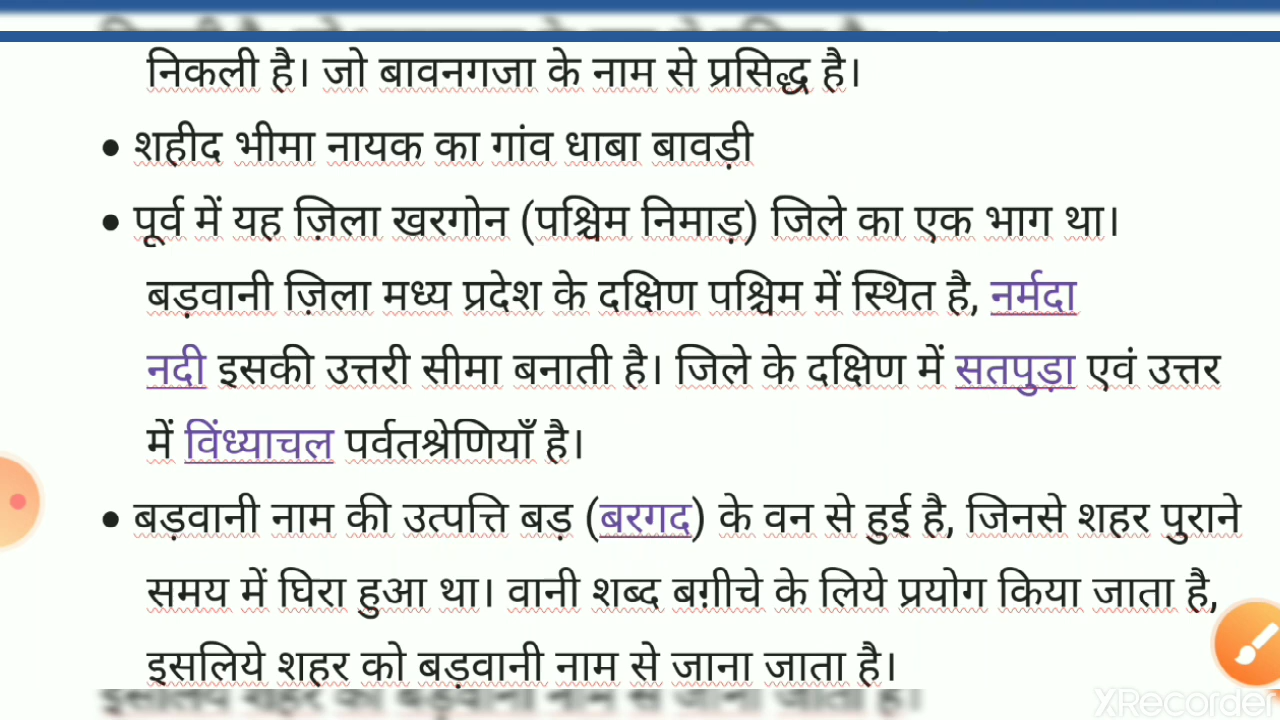 निकली है। जो बावनगजा के नाम से प्रसिद्ध है।
• शहीद भीमा नायक का गांव धाबा बावड़ी
• पूर्व में यह ज़िला खरगोन (पश्चिम निमाड़) जिले का एक भाग था।
बड़वानी ज़िला मध्य प्रदेश के दक्षिण पश्चिम में स्थित है, नर्मदा
नदी इसकी उत्तरी सीमा बनाती है। जिले के दक्षिण में सतपुड़ा एवं उत्तर
में विंध्याचल पर्वतश्रेणियाँ है।
• बड़वानी नाम की उत्पत्ति बड़ (बरगद) के वन से हुई है, जिनसे शहर पुराने
समय में घिरा हुआ था। वानी शब्द बग़ीचे के लिये प्रयोग किया जाता है,
इसलिये शहर को बड़वानी नाम से जाना जाता है।
XRecorder